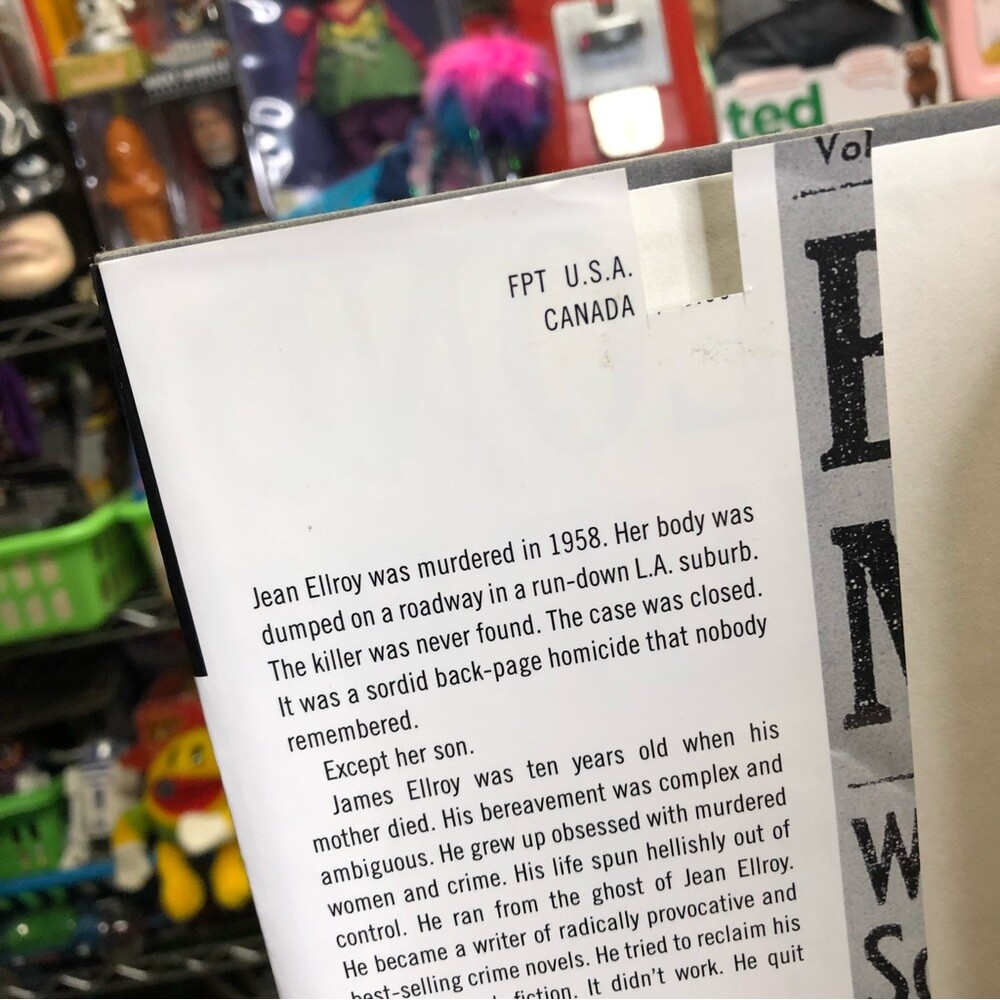 ted
FPT U.S.A.
CANADA
Jean Ellroy was murdered in 1958. Her body was
dumped on a roadway in a run-down L.A. suburb.
The killer was never found. The case was closed.
It was a sordid back-page homicide that nobody
remembered.
Except her son.
James Ellroy was ten years old when his
mother died. His bereavement was complex and
ambiguous. He grew up obsessed with murdered
women and crime. His life spun hellishly out of
control. He ran from the ghost of Jean Ellroy.
He became a writer of radically provocative and
best-selling crime novels. He tried to reclaim his
fiction. It didn't work. He quit
Vol